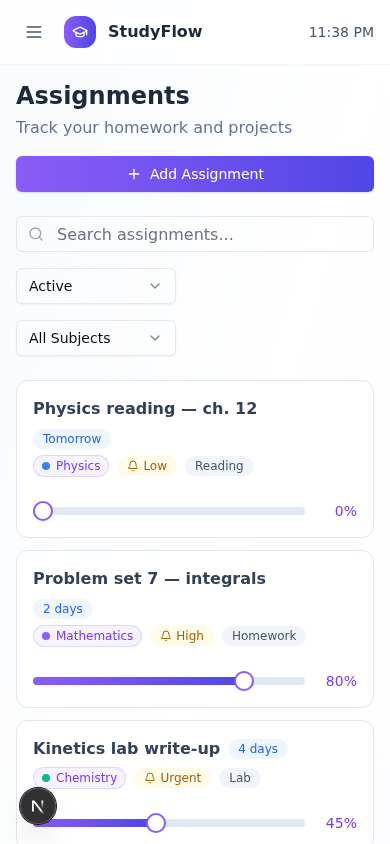 StudyFlow 11:38 PM
Assignments
Track your homework and projects
Add Assignment
Search assignments...
Active
All Subjects
Physics reading — ch. 12
Tomorrow
Physics Low Reading
0%
Problem set 7 — integrals
2 days
Mathematics High Homework
80%
Kinetics lab write-up 4 days
Chemistry Urgent Lab
N 45%